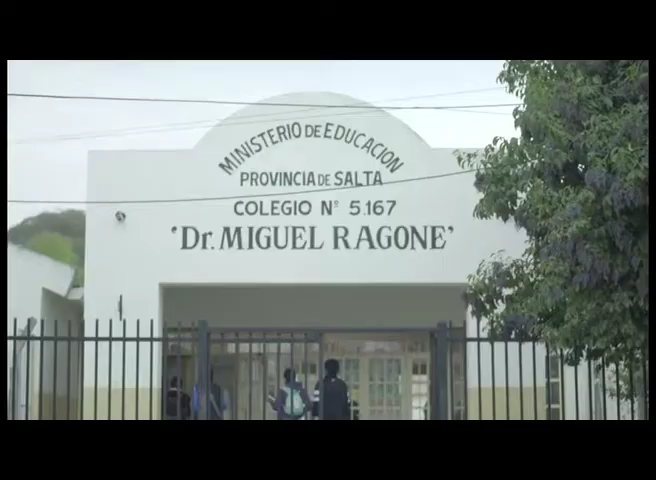 MINISTERIO DE EDUCACION
PROVINCIA DE SALTA
COLEGIO Nº 5.167
'Dr. MIGUEL RAGONE'